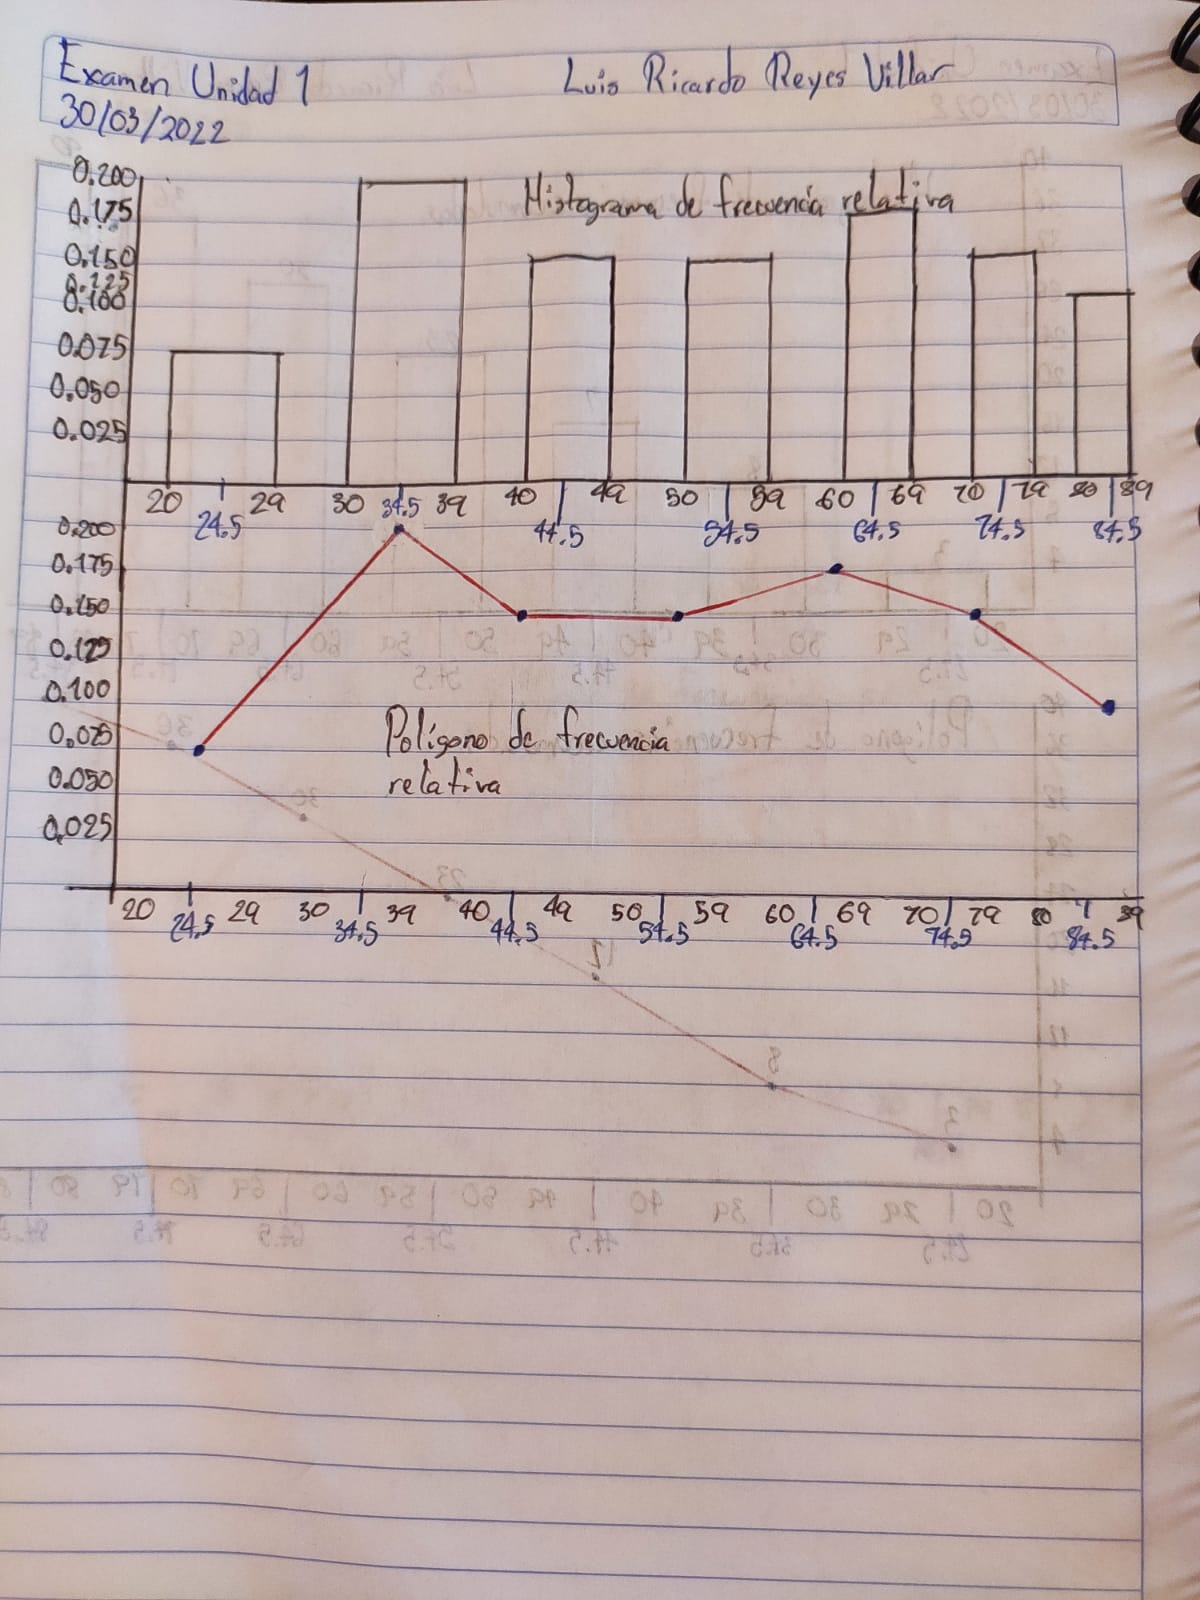 Examen Unidad 1 Luis Ricardo Reyes Villar
30/03/2022
0.200
0.175 Histograma de frecuencia relativa
0.150
0.125
0.100
0.075
0.050
0.025
20 29 30 34.5 39 40 49 50 59 60 69 70 79 80 89
24.5 44.5 54.5 64.5 74.5 84.5
0.200
0.175
0.150
0.125
0.100
0.075 Polígono de frecuencia
0.050 relativa
0.025
20 29 30 39 40 49 50 59 60 69 70 79 80 89
24.5 34.5 44.5 54.5 64.5 74.5 84.5